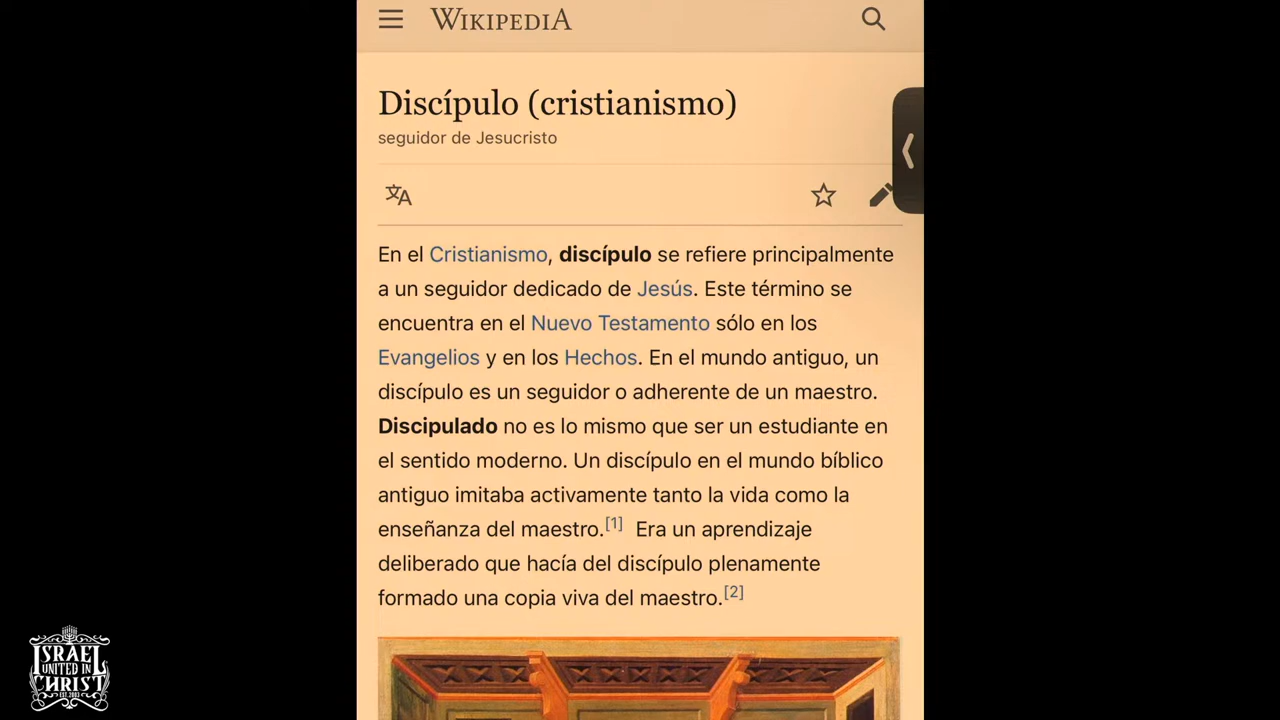 WIKIPEDIA
Discípulo (cristianismo)
seguidor de Jesucristo
文A
En el Cristianismo, discípulo se refiere principalmente
a un seguidor dedicado de Jesús. Este término se
encuentra en el Nuevo Testamento sólo en los
Evangelios y en los Hechos. En el mundo antiguo, un
discípulo es un seguidor o adherente de un maestro.
Discipulado no es lo mismo que ser un estudiante en
el sentido moderno. Un discípulo en el mundo bíblico
antiguo imitaba activamente tanto la vida como la
enseñanza del maestro.[1] Era un aprendizaje
deliberado que hacía del discípulo plenamente
formado una copia viva del maestro.[2]
ISRAEL
UNITED IN
CHRIST
EST. 2003